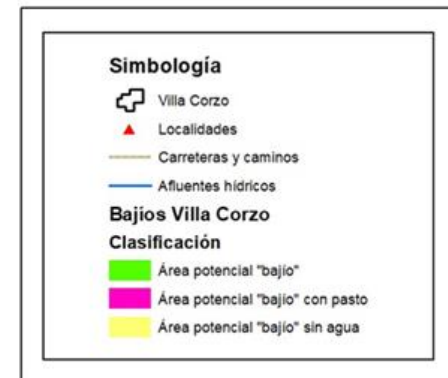 Simbología
Villa Corzo
Localidades
Carreteras y caminos
Afluentes hídricos
Bajíos Villa Corzo
Clasificación
Área potencial "bajío"
Área potencial "bajío" con pasto
Área potencial "bajío" sin agua